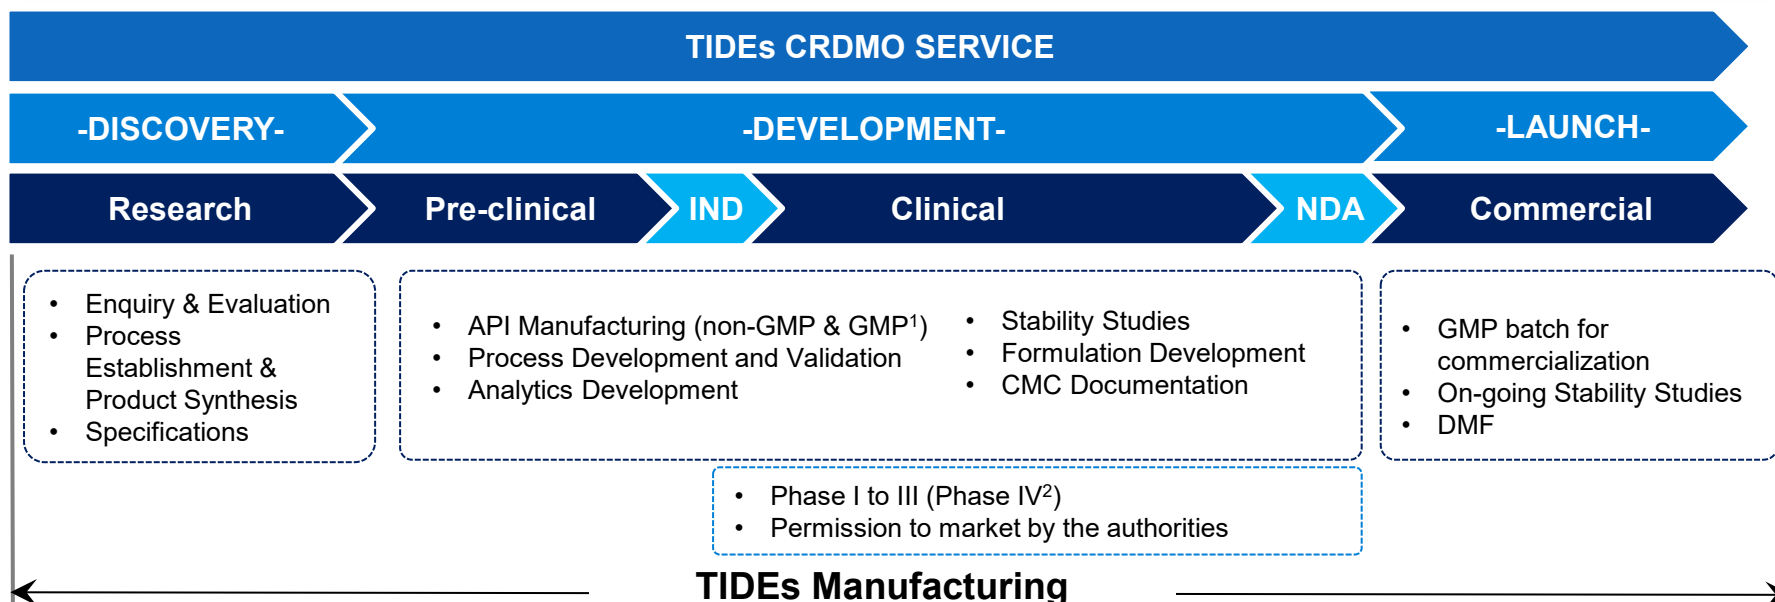 TIDEs CRDMO SERVICE
-DISCOVERY-
-DEVELOPMENT-
-LAUNCH-
Research
Pre-clinical
IND
Clinical
NDA
Commercial
• Enquiry & Evaluation
• Process
Establishment &
Product Synthesis
• Specifications
• API Manufacturing (non-GMP & GMP¹)
• Process Development and Validation
• Analytics Development
• Stability Studies
• Formulation Development
• CMC Documentation
• GMP batch for
commercialization
• On-going Stability Studies
• DMF
• Phase I to III (Phase IV²)
• Permission to market by the authorities
TIDEs Manufacturing